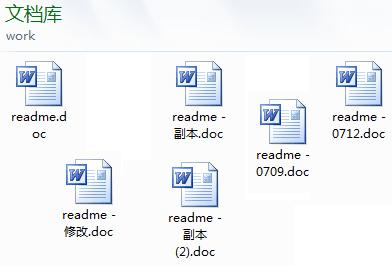 文档库
work
readme.d
oc
readme -
副本.doc
readme -
0709.doc
readme -
0712.doc
readme -
修改.doc
readme -
副本
(2).doc